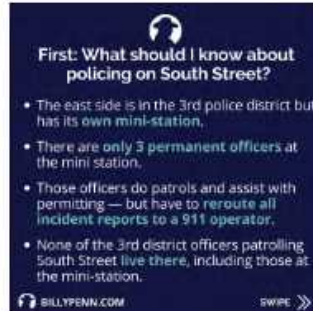 First: What should I know about
policing on South Street?
• The east side is in the 3rd police district but
has its own mini-station.
• There are only 3 permanent officers at
the mini station.
• Those officers do patrols and assist with
permitting — but have to reroute all
incident reports to a 911 operator.
• None of the 3rd district officers patrolling
South Street live there, including those at
the mini-station.
BILLYPENN.COM
SWIPE